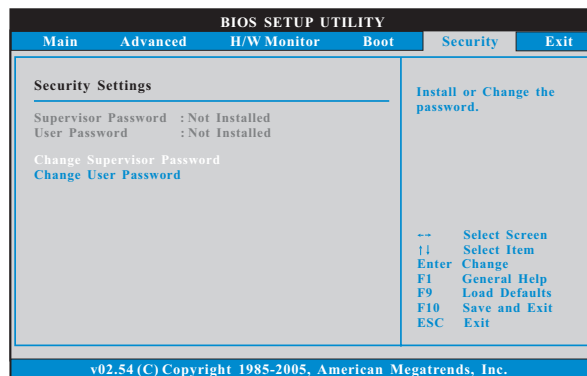 BIOS SETUP UTILITY
Main Advanced H/W Monitor Boot Security Exit
Security Settings
Supervisor Password : Not Installed
User Password : Not Installed
Change Supervisor Password
Change User Password
Install or Change the
password.
←→ Select Screen
↑↓ Select Item
Enter Change
F1 General Help
F9 Load Defaults
F10 Save and Exit
ESC Exit
v02.54 (C) Copyright 1985-2005, American Megatrends, Inc.